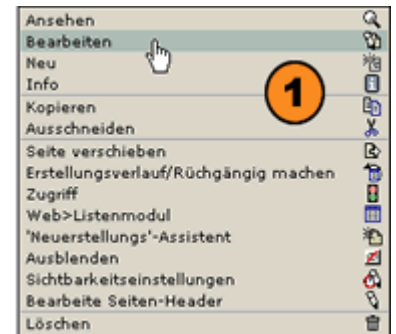 Ansehen
Bearbeiten
Neu
Info
1
Kopieren
Ausschneiden
Seite verschieben
Erstellungsverlauf/Rüchgängig machen
Zugriff
Web>Listenmodul
'Neuerstellungs'-Assistent
Ausblenden
Sichtbarkeitseinstellungen
Bearbeite Seiten-Header
Löschen